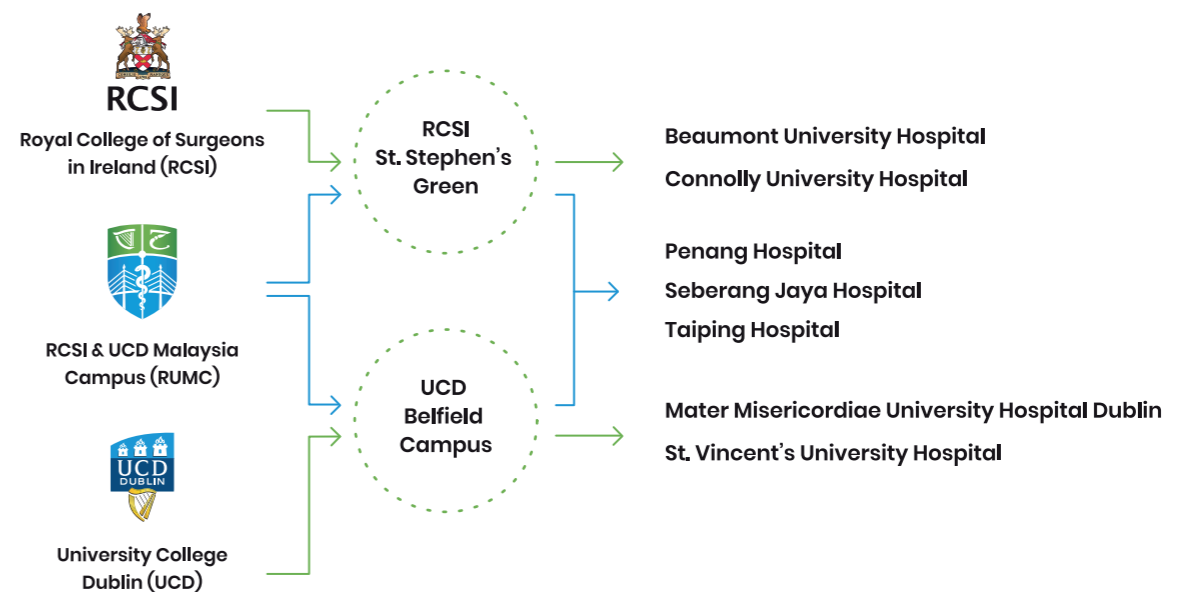 RCSI
Royal College of Surgeons
in Ireland (RCSI)
RCSI & UCD Malaysia
Campus (RUMC)
UCD
DUBLIN
University College
Dublin (UCD)
RCSI
St. Stephen's
Green
UCD
Belfield
Campus
Beaumont University Hospital
Connolly University Hospital
Penang Hospital
Seberang Jaya Hospital
Taiping Hospital
Mater Misericordiae University Hospital Dublin
St. Vincent's University Hospital